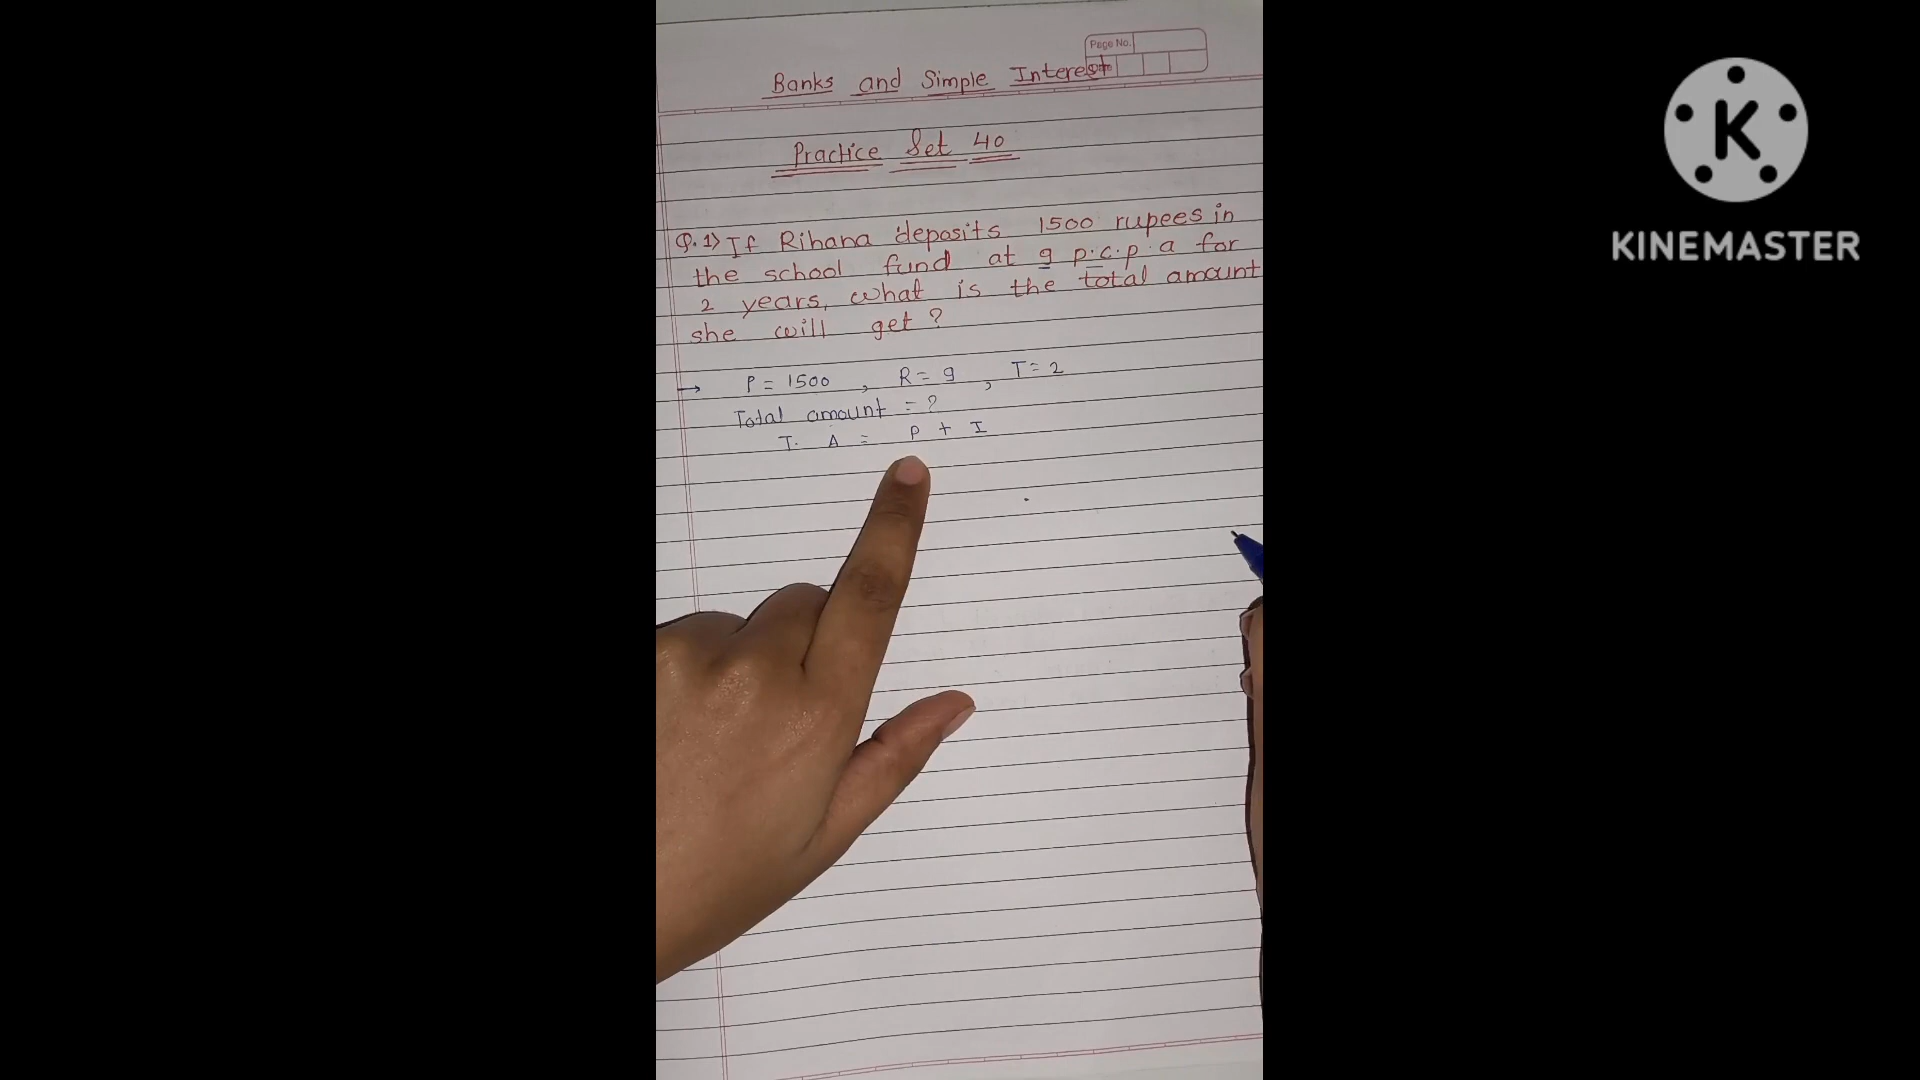 Page No.
Banks and Simple Interest
Practice Set 40
Q.1) If Rihana deposits 1500 rupees in
the school fund at 9 p.c.p.a for
2 years, what is the total amount
she will get ?
→ P = 1500 , R = 9 , T = 2
Total amount = ?
T. A = P + I
K
KINEMASTER